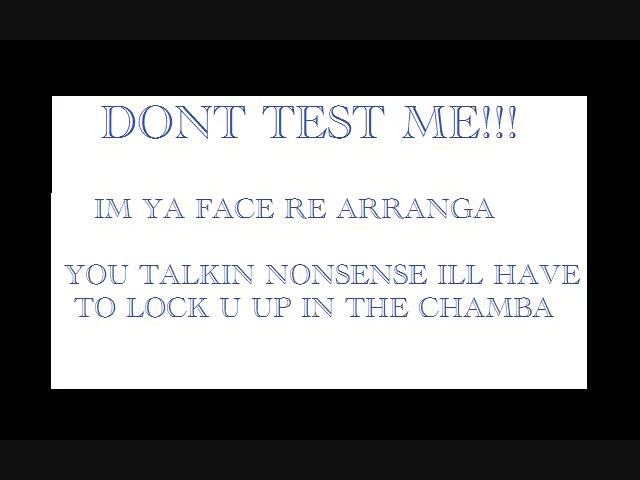 DONT TEST ME!!!
IM YA FACE RE ARRANGA
YOU TALKIN NONSENSE ILL HAVE
TO LOCK U UP IN THE CHAMBA